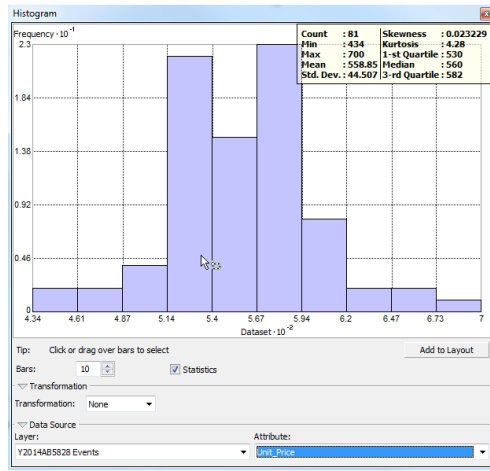 Histogram
Frequency · 10 -1
Count : 81 Skewness : 0.023229
Min : 434 Kurtosis : 4.28
Max : 700 1-st Quartile : 530
Mean : 558.85 Median : 560
Std. Dev. : 44.507 3-rd Quartile : 582
2.3
1.84
1.38
0.92
0.46
0
4.34 4.61 4.87 5.14 5.4 5.67 5.94 6.2 6.47 6.73 7
Dataset · 10 -2
Tip: Click or drag over bars to select Add to Layout
Bars: 10 Statistics
Transformation
Transformation: None
Data Source
Layer: Attribute:
Y2014AB5828 Events Unit_Price